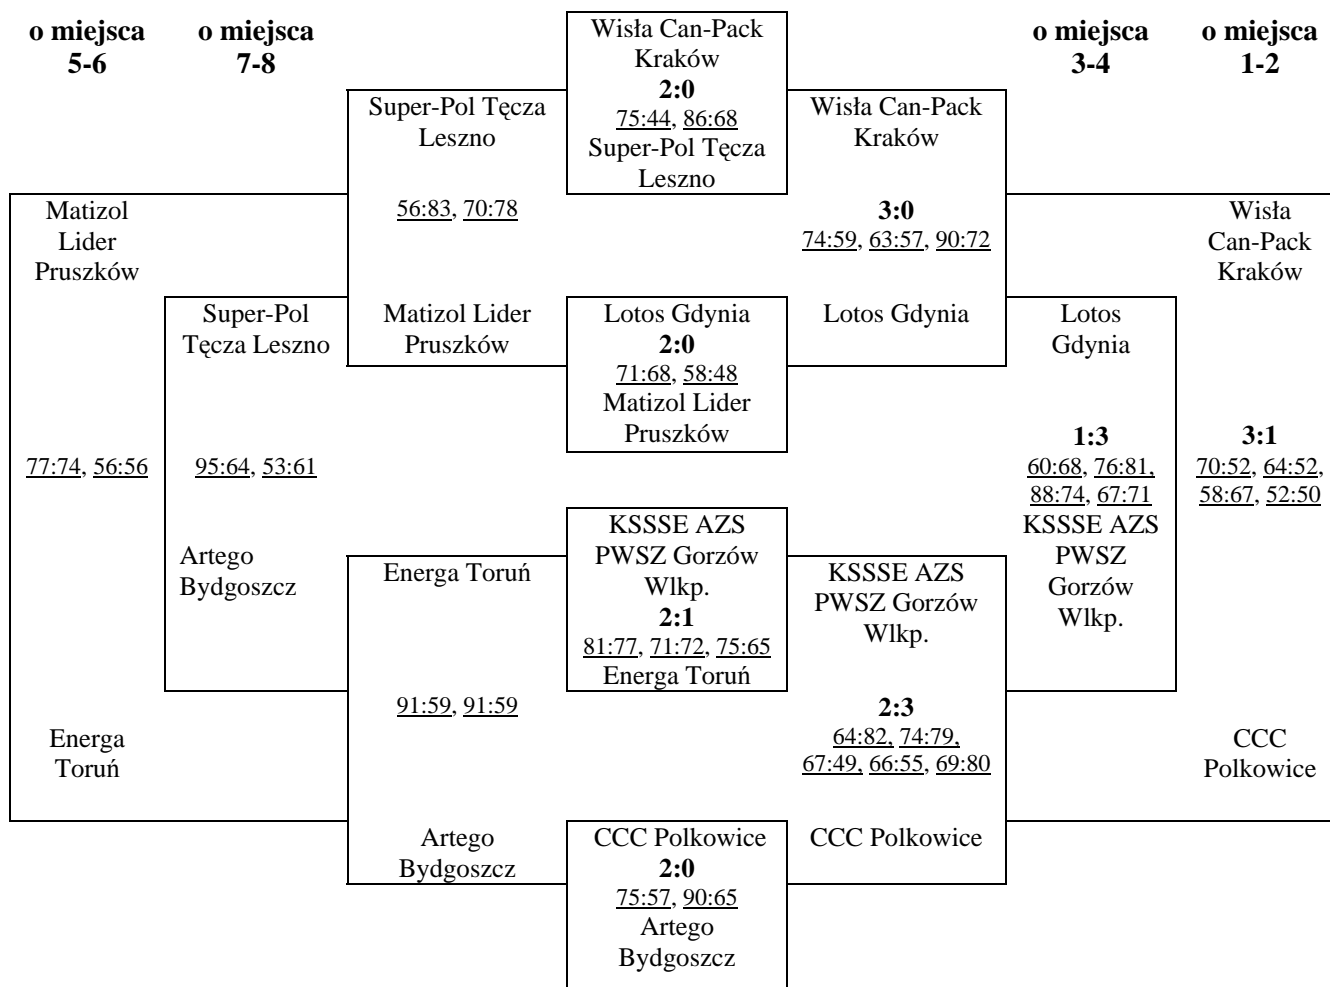 o miejsca
5-6
o miejsca
7-8
o miejsca
3-4
o miejsca
1-2
Wisła Can-Pack
Kraków
2:0
75:44, 86:68
Super-Pol Tęcza
Leszno
Super-Pol Tęcza
Leszno
56:83, 70:78
Matizol Lider
Pruszków
Wisła Can-Pack
Kraków
3:0
74:59, 63:57, 90:72
Lotos Gdynia
Lotos Gdynia
2:0
71:68, 58:48
Matizol Lider
Pruszków
Matizol
Lider
Pruszków
77:74, 56:56
Energa
Toruń
Super-Pol
Tęcza Leszno
95:64, 53:61
Artego
Bydgoszcz
Wisła
Can-Pack
Kraków
3:1
70:52, 64:52,
58:67, 52:50
CCC
Polkowice
Lotos
Gdynia
1:3
60:68, 76:81,
88:74, 67:71
KSSSE AZS
PWSZ
Gorzów
Wlkp.
KSSSE AZS
PWSZ Gorzów
Wlkp.
2:1
81:77, 71:72, 75:65
Energa Toruń
Energa Toruń
91:59, 91:59
Artego
Bydgoszcz
KSSSE AZS
PWSZ Gorzów
Wlkp.
2:3
64:82, 74:79,
67:49, 66:55, 69:80
CCC Polkowice
CCC Polkowice
2:0
75:57, 90:65
Artego
Bydgoszcz